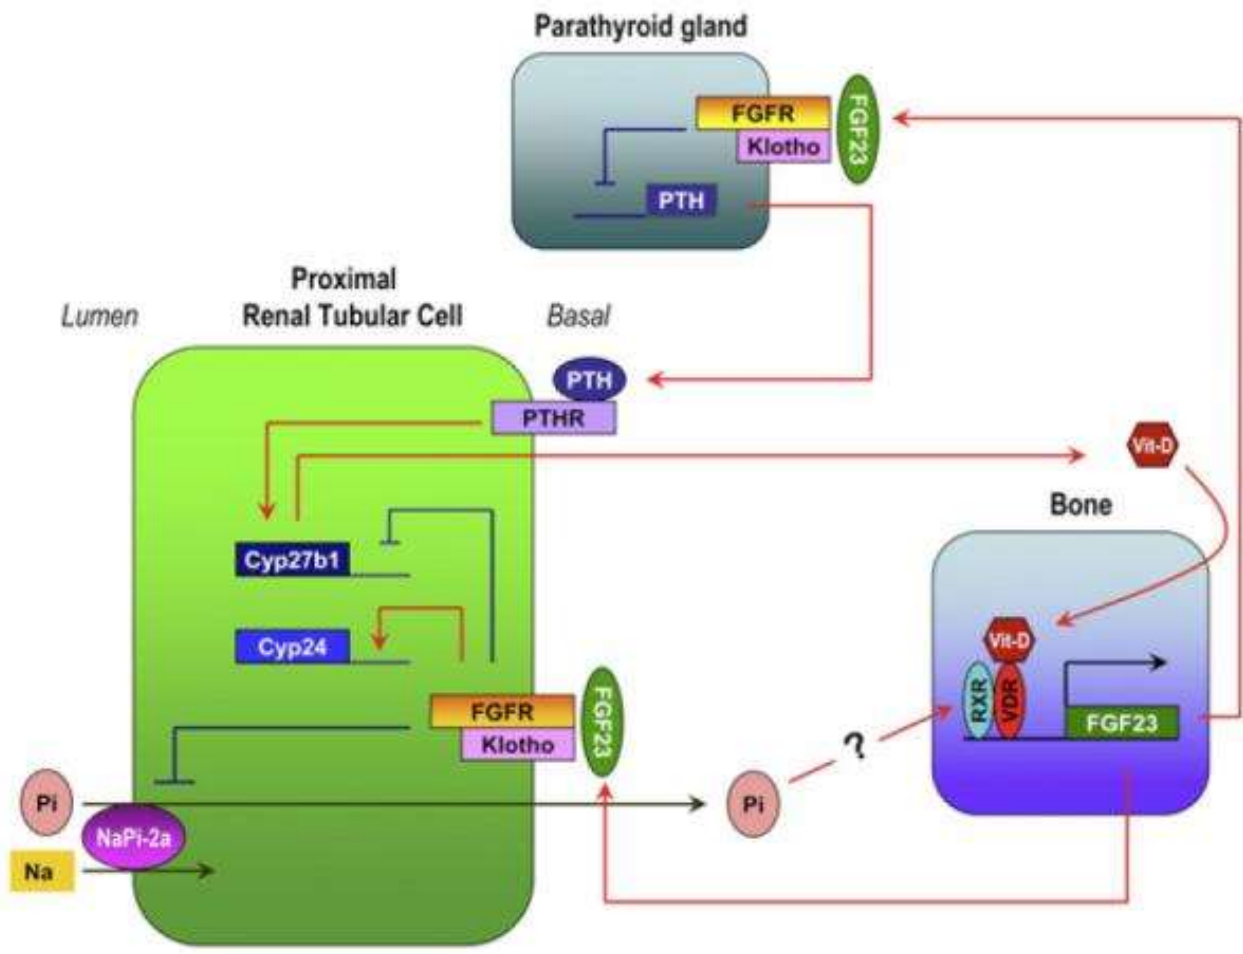 Parathyroid gland
FGFR
Klotho
FGF23
PTH
Proximal
Renal Tubular Cell
Lumen
Basal
PTH
PTHR
Vit-D
Bone
Cyp27b1
Cyp24
Vit-D
RXR
VDR
FGF23
FGFR
Klotho
FGF23
Pi
NaPi-2a
Na
Pi
?